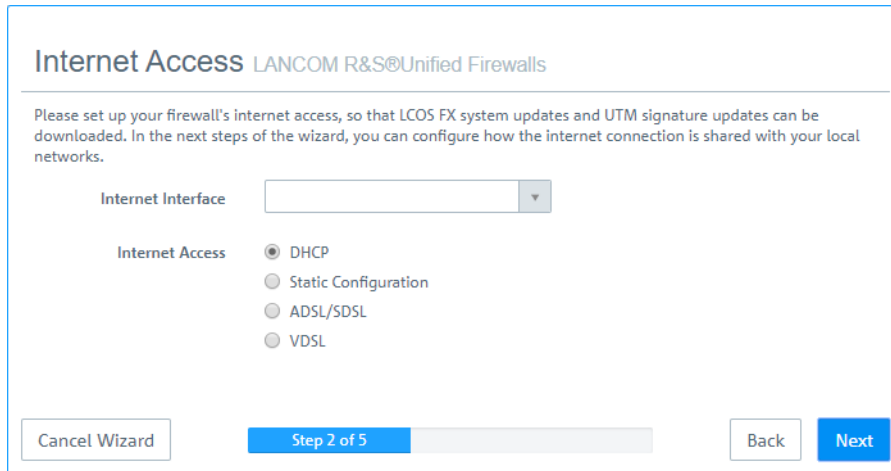 Internet Access LANCOM R&S®Unified Firewalls
Please set up your firewall's internet access, so that LCOS FX system updates and UTM signature updates can be
downloaded. In the next steps of the wizard, you can configure how the internet connection is shared with your local
networks.
Internet Interface
Internet Access
DHCP
Static Configuration
ADSL/SDSL
VDSL
Cancel Wizard
Step 2 of 5
Back
Next